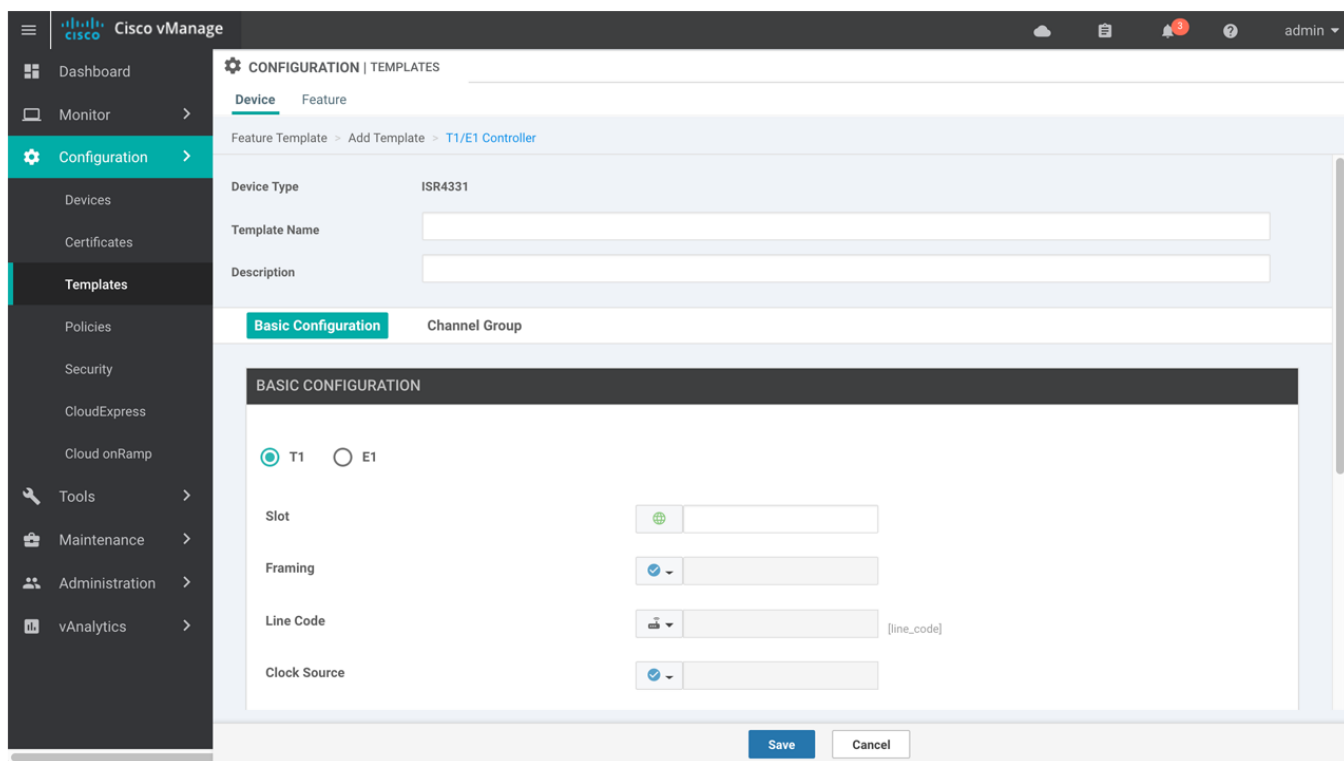 cisco Cisco vManage
3
admin
Dashboard
Monitor
Configuration
Devices
Certificates
Templates
Policies
Security
CloudExpress
Cloud onRamp
Tools
Maintenance
Administration
vAnalytics
CONFIGURATION | TEMPLATES
Device Feature
Feature Template > Add Template > T1/E1 Controller
Device Type ISR4331
Template Name
Description
Basic Configuration Channel Group
BASIC CONFIGURATION
T1 E1
Slot
Framing
Line Code [line_code]
Clock Source
Save Cancel